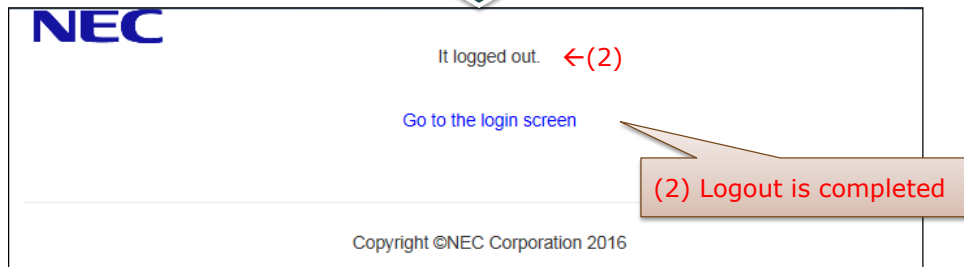 NEC
It logged out. ←(2)
Go to the login screen
(2) Logout is completed
Copyright ©NEC Corporation 2016